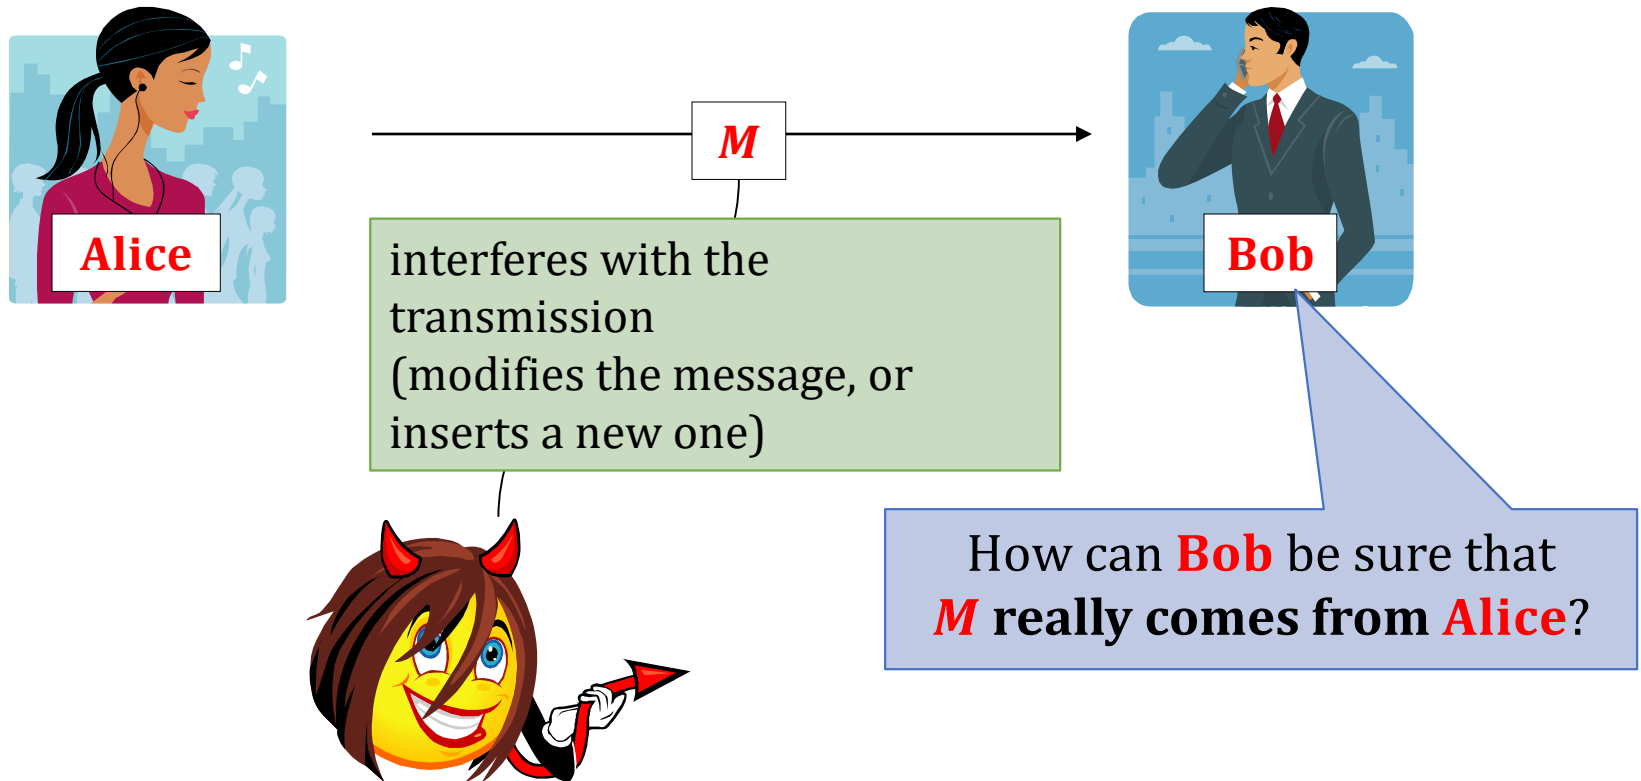 M
Alice
Bob
interferes with the
transmission
(modifies the message, or
inserts a new one)
How can Bob be sure that
M really comes from Alice?